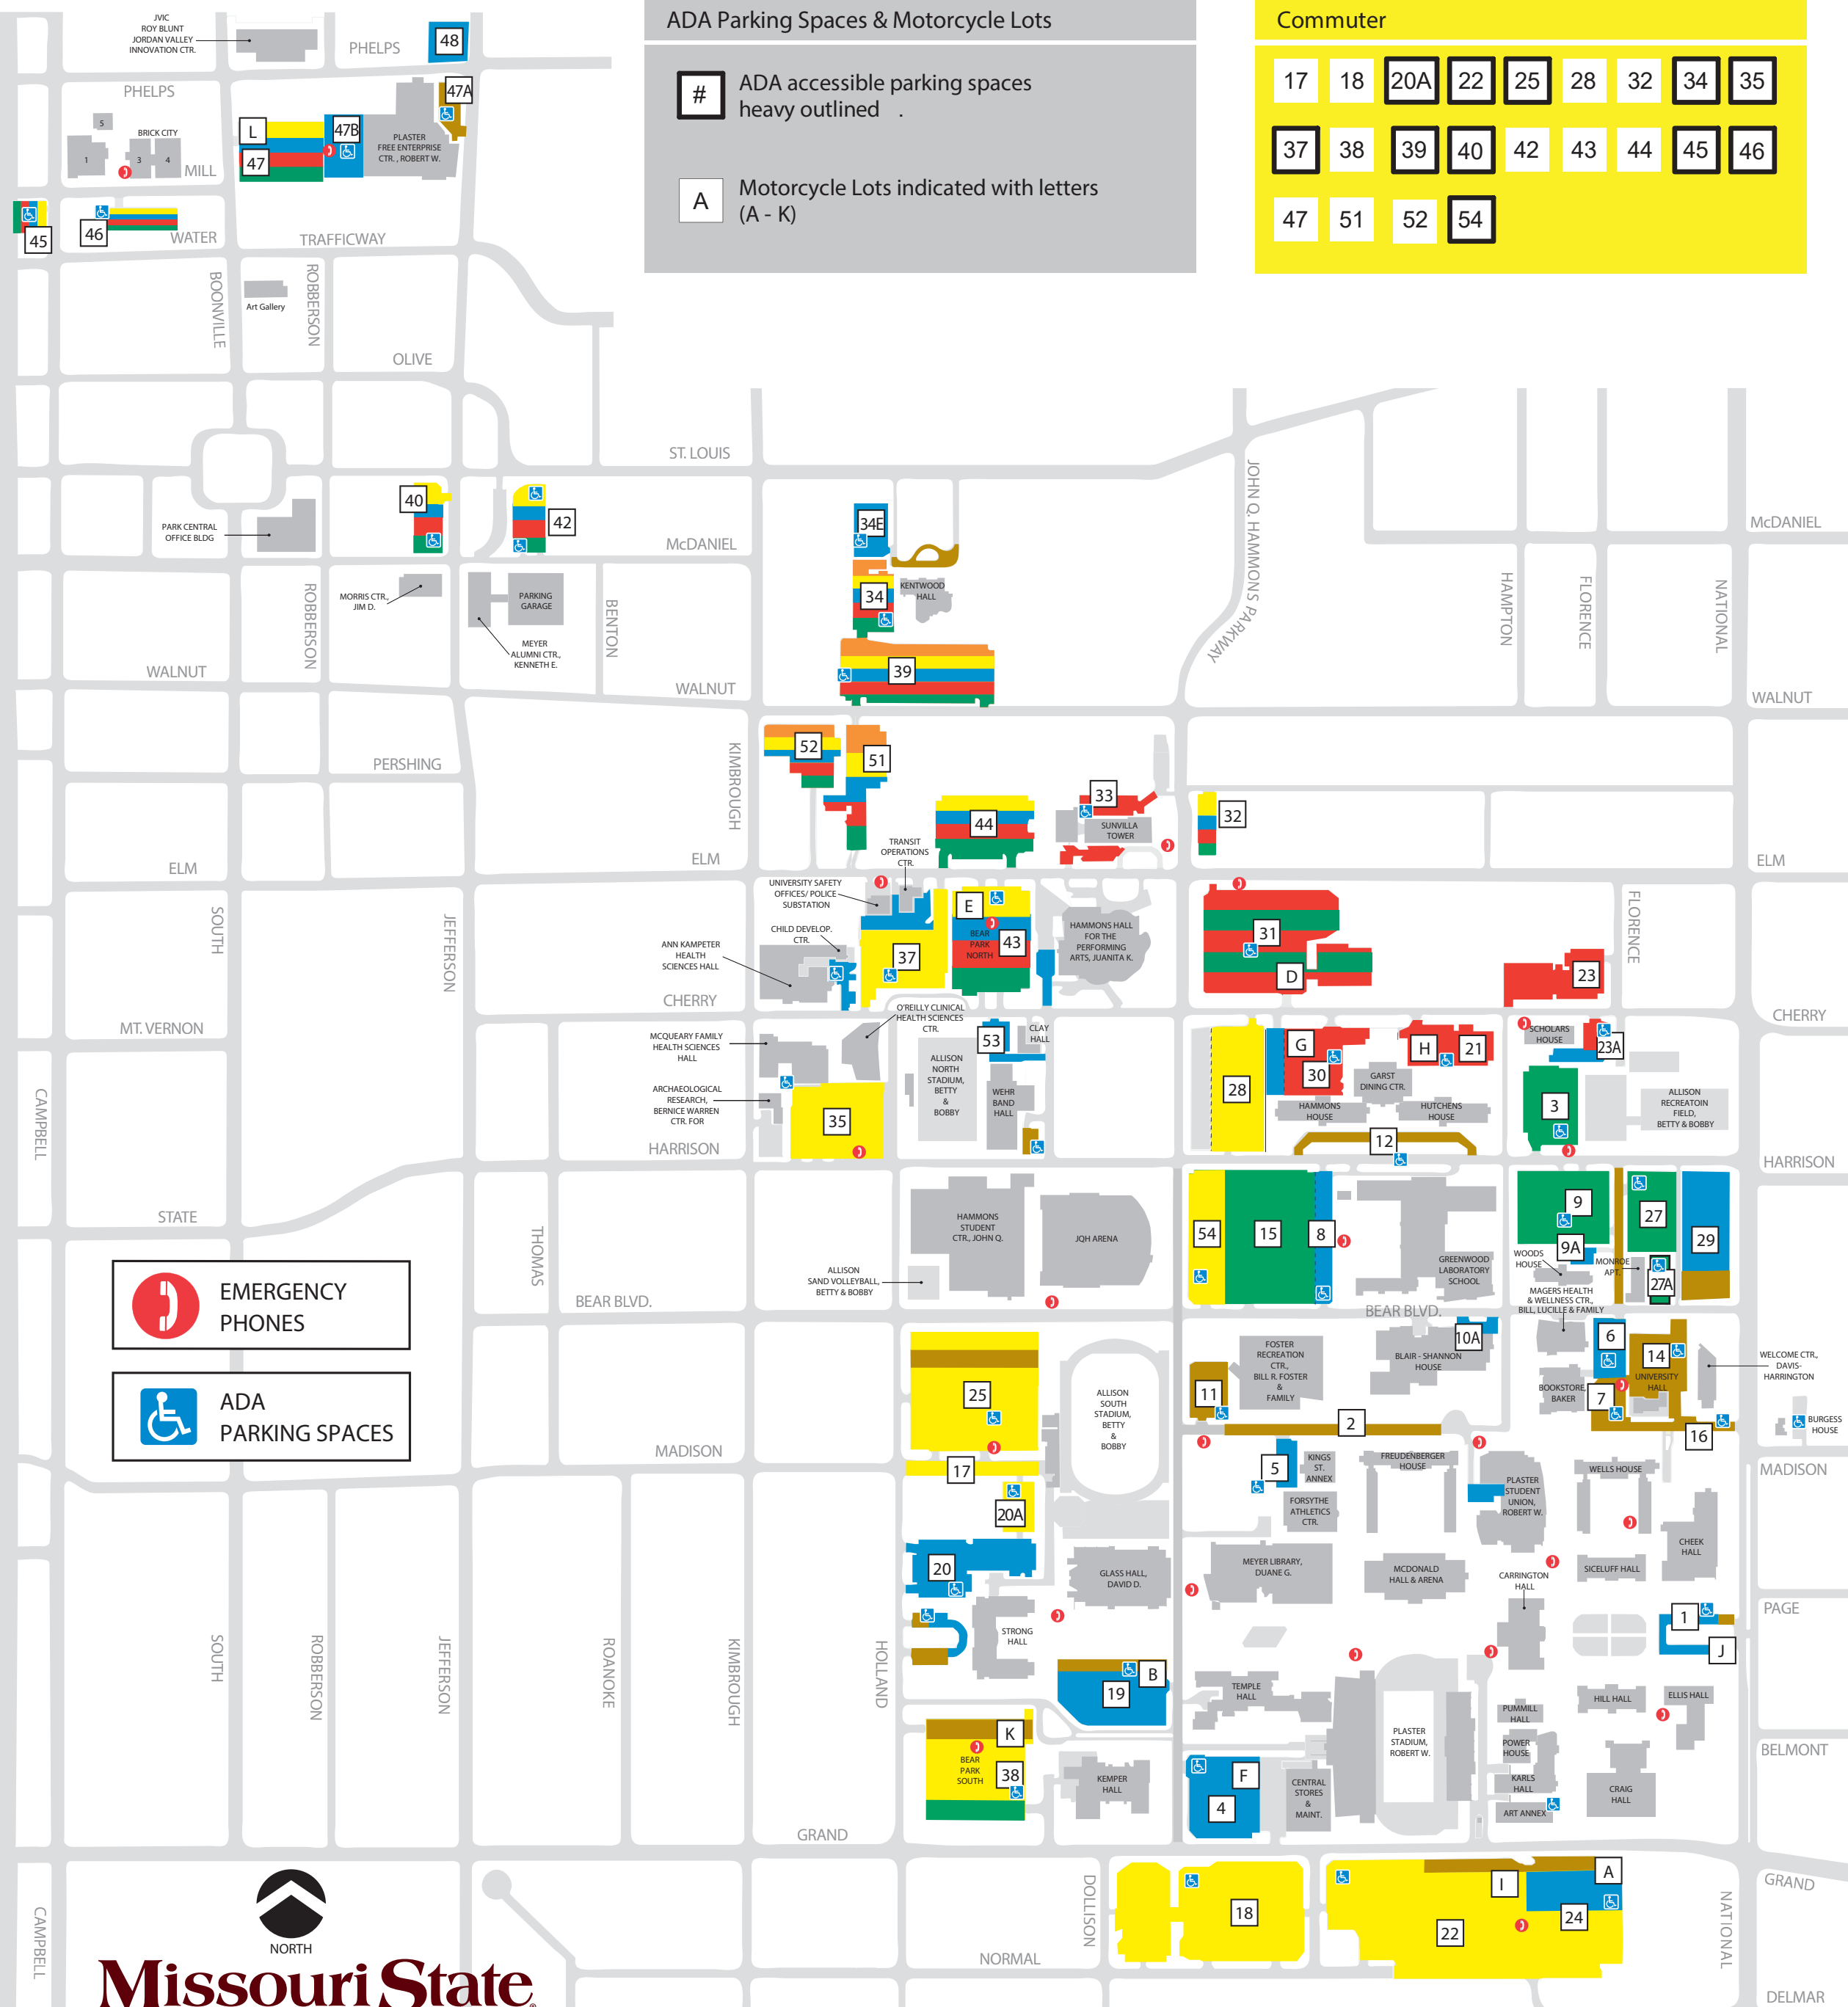 ADA Parking Spaces & Motorcycle Lots
#
ADA accessible parking spaces
heavy outlined .
A
Motorcycle Lots indicated with letters
(A - K)
Commuter
17 18 20A 22 25 28 32 34 35
37 38 39 40 42 43 44 45 46
47 51 52 54
JVIC
ROY BLUNT
JORDAN VALLEY
INNOVATION CTR.
PHELPS
48
PHELPS
47A
5
BRICK CITY
1 3 4
MILL
L
47
47B
PLASTER
FREE ENTERPRISE
CTR. , ROBERT W.
45
46
WATER
TRAFFICWAY
BOONVILLE
ROBBERSON
Art Gallery
OLIVE
ST. LOUIS
JOHN Q. HAMMONS PARKWAY
PARK CENTRAL
OFFICE BLDG
40
42
McDANIEL
34E
McDANIEL
34
KENTWOOD
HALL
ROBBERSON
MORRIS CTR.,
JIM D.
PARKING
GARAGE
MEYER
ALUMNI CTR.,
KENNETH E.
BENTON
HAMPTON
FLORENCE
NATIONAL
WALNUT
WALNUT
39
WALNUT
52
51
PERSHING
KIMBROUGH
33
SUNVILLA
TOWER
32
44
TRANSIT
OPERATIONS
CTR.
ELM
ELM
ELM
UNIVERSITY SAFETY
OFFICES/ POLICE
SUBSTATION
CHILD DEVELOP.
CTR.
ANN KAMPETER
HEALTH
SCIENCES HALL
37
E
BEAR
PARK
NORTH
43
HAMMONS HALL
FOR THE
PERFORMING
ARTS, JUANITA K.
31
D
23
FLORENCE
SOUTH
JEFFERSON
CHERRY
CHERRY
MT. VERNON
MCQUEARY FAMILY
HEALTH SCIENCES
HALL
O'REILLY CLINICAL
HEALTH SCIENCES
CTR.
53
CLAY
HALL
ALLISON
NORTH
STADIUM,
BETTY
&
BOBBY
WEHR
BAND
HALL
ARCHAEOLOGICAL
RESEARCH,
BERNICE WARREN
CTR. FOR
35
28
G
30
H
21
GARST
DINING CTR.
HAMMONS
HOUSE
HUTCHENS
HOUSE
12
SCHOLARS
HOUSE
23A
3
ALLISON
RECREATOIN
FIELD,
BETTY & BOBBY
CAMPBELL
HARRISON
HARRISON
STATE
THOMAS
BEAR BLVD.
HAMMONS
STUDENT
CTR., JOHN Q.
JQH ARENA
ALLISON
SAND VOLLEYBALL,
BETTY & BOBBY
54
15
8
GREENWOOD
LABORATORY
SCHOOL
BEAR BLVD.
9
9A
27
27A
29
WOODS
HOUSE
MONROE
APT.
MAGERS HEALTH
& WELLNESS CTR.,
BILL, LUCILLE & FAMILY
EMERGENCY
PHONES
ADA
PARKING SPACES
25
ALLISON
SOUTH
STADIUM,
BETTY
&
BOBBY
11
FOSTER
RECREATION
CTR.,
BILL R. FOSTER
&
FAMILY
10A
BLAIR - SHANNON
HOUSE
6
14
UNIVERSITY
HALL
7
BOOKSTORE,
BAKER
16
WELCOME CTR.,
DAVIS-
HARRINGTON
BURGESS
HOUSE
2
MADISON
MADISON
17
20A
5
KINGS
ST.
ANNEX
FREUDENBERGER
HOUSE
FORSYTHE
ATHLETICS
CTR.
PLASTER
STUDENT
UNION,
ROBERT W.
WELLS HOUSE
CHEEK
HALL
20
GLASS HALL,
DAVID D.
MEYER LIBRARY,
DUANE G.
MCDONALD
HALL & ARENA
SICELUFF HALL
CARRINGTON
HALL
PAGE
1
J
STRONG
HALL
SOUTH
ROBBERSON
JEFFERSON
ROANOKE
KIMBROUGH
HOLLAND
B
19
TEMPLE
HALL
PLASTER
STADIUM,
ROBERT W.
HILL HALL
ELLIS HALL
PUMMILL
HALL
POWER
HOUSE
KARLS
HALL
ART ANNEX
CRAIG
HALL
BELMONT
K
BEAR
PARK
SOUTH
38
KEMPER
HALL
F
4
CENTRAL
STORES
&
MAINT.
GRAND
GRAND
CAMPBELL
NORTH
DOLLISON
18
I
A
22
24
NATIONAL
NORMAL
DELMAR
Missouri State